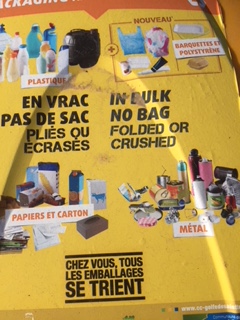 NOUVEAU
BARQUETTES ET
POLYSTYRÈNE
PLASTIQUE
EN VRAC
PAS DE SAC
PLIÉS OU
ÉCRASÉS
IN BULK
NO BAG
FOLDED OR
CRUSHED
PAPIERS ET CARTON
MÉTAL
CHEZ VOUS, TOUS
LES EMBALLAGES
SE TRIENT